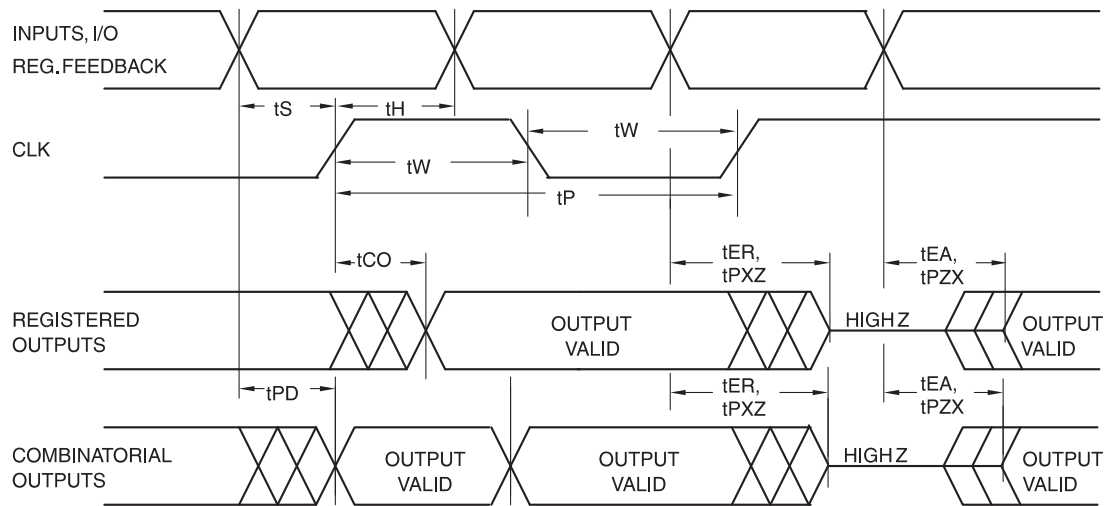 INPUTS, I/O
REG. FEEDBACK
tS
tH
tW
CLK
tW
tP
tCO
tER,
tPXZ
tEA,
tPZX
REGISTERED
OUTPUTS
OUTPUT
VALID
HIGH Z
OUTPUT
VALID
tPD
tER,
tPXZ
tEA,
tPZX
COMBINATORIAL
OUTPUTS
OUTPUT
VALID
OUTPUT
VALID
HIGH Z
OUTPUT
VALID